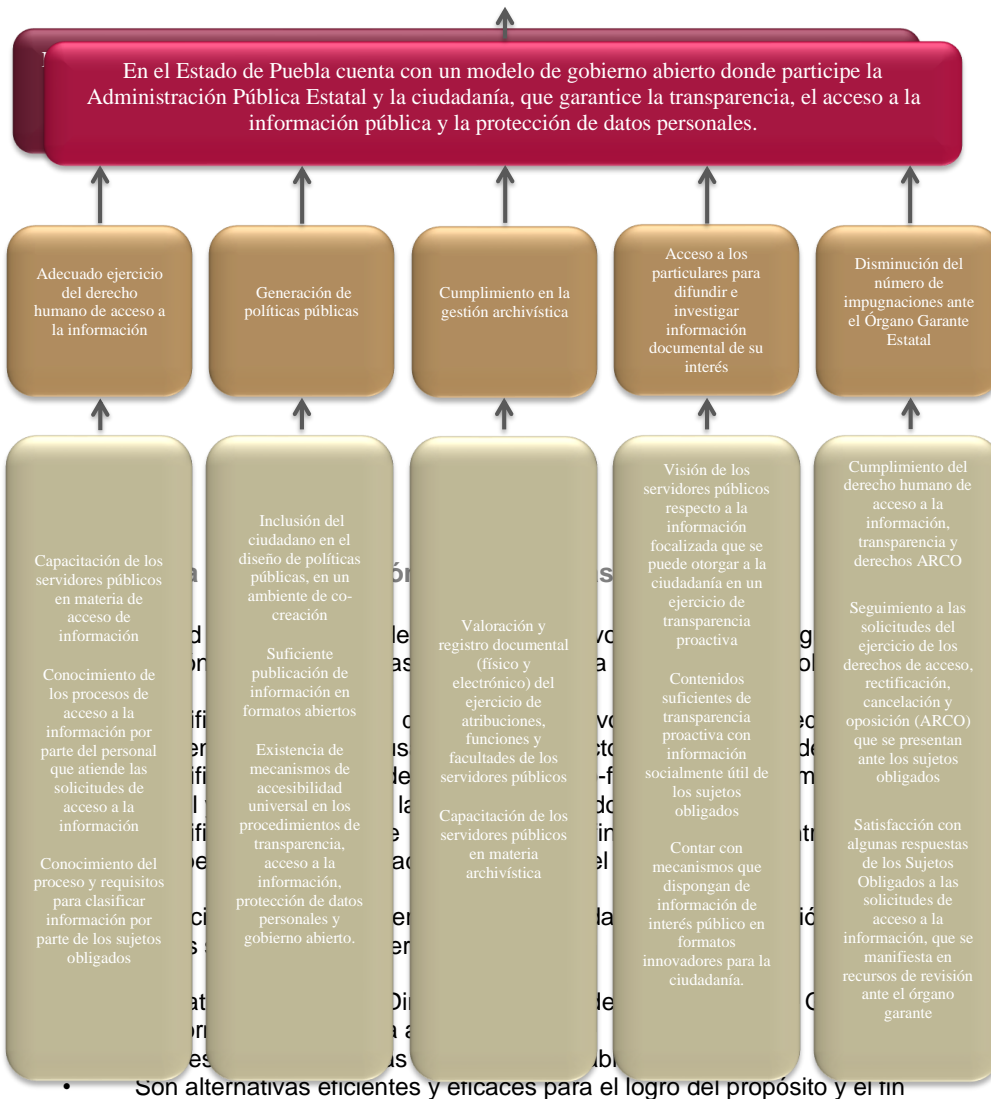 En el Estado de Puebla cuenta con un modelo de gobierno abierto donde participe la
Administración Pública Estatal y la ciudadanía, que garantice la transparencia, el acceso a la
información pública y la protección de datos personales.
Adecuado ejercicio
del derecho
humano de acceso a
la información
Generación de
políticas públicas
Cumplimiento en la
gestión archivística
Acceso a los
particulares para
difundir e
investigar
información
documental de su
interés
Disminución del
número de
impugnaciones ante
el Órgano Garante
Estatal
Capacitación de los
servidores públicos
en materia de
acceso de
información
Conocimiento de
los procesos de
acceso a la
información por
parte del personal
que atiende las
solicitudes de
acceso a la
información
Conocimiento del
proceso y requisitos
para clasificar
información por
parte de los sujetos
obligados
Inclusión del
ciudadano en el
diseño de políticas
públicas, en un
ambiente de co-
creación
Suficiente
publicación de
información en
formatos abiertos
Existencia de
mecanismos de
accesibilidad
universal en los
procedimientos de
transparencia,
acceso a la
información,
protección de datos
personales y
gobierno abierto.
Valoración y
registro documental
(físico y
electrónico) del
ejercicio de
atribuciones,
funciones y
facultades de los
servidores públicos
Capacitación de los
servidores públicos
en materia
archivística
Visión de los
servidores públicos
respecto a la
información
focalizada que se
puede otorgar a la
ciudadanía en un
ejercicio de
transparencia
proactiva
Contenidos
suficientes de
transparencia
proactiva con
información
socialmente útil de
los sujetos
obligados
Contar con
mecanismos que
dispongan de
información de
interés público en
formatos
innovadores para la
ciudadanía.
Cumplimiento del
derecho humano de
acceso a la
información,
transparencia y
derechos ARCO
Seguimiento a las
solicitudes del
ejercicio de los
derechos de acceso,
rectificación,
cancelación y
oposición (ARCO)
que se presentan
ante los sujetos
obligados
Satisfacción con
algunas respuestas
de los Sujetos
Obligados a las
solicitudes de
acceso a la
información, que se
manifiesta en
recursos de revisión
ante el órgano
garante
• Son alternativas eficientes y eficaces para el logro del propósito y el fin